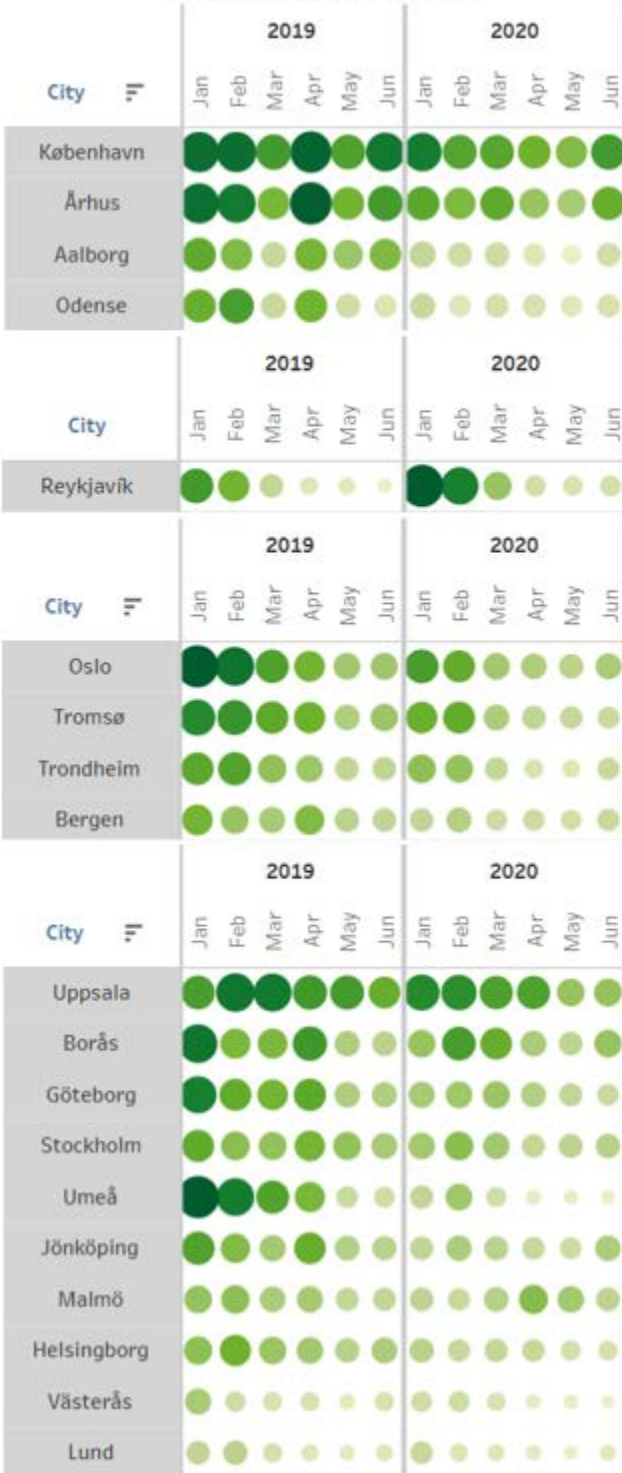 2019 2020
City Jan Feb Mar Apr May Jun Jan Feb Mar Apr May Jun
København
Århus
Aalborg
Odense
2019 2020
City Jan Feb Mar Apr May Jun Jan Feb Mar Apr May Jun
Reykjavík
2019 2020
City Jan Feb Mar Apr May Jun Jan Feb Mar Apr May Jun
Oslo
Tromsø
Trondheim
Bergen
2019 2020
City Jan Feb Mar Apr May Jun Jan Feb Mar Apr May Jun
Uppsala
Borås
Göteborg
Stockholm
Umeå
Jönköping
Malmö
Helsingborg
Västerås
Lund